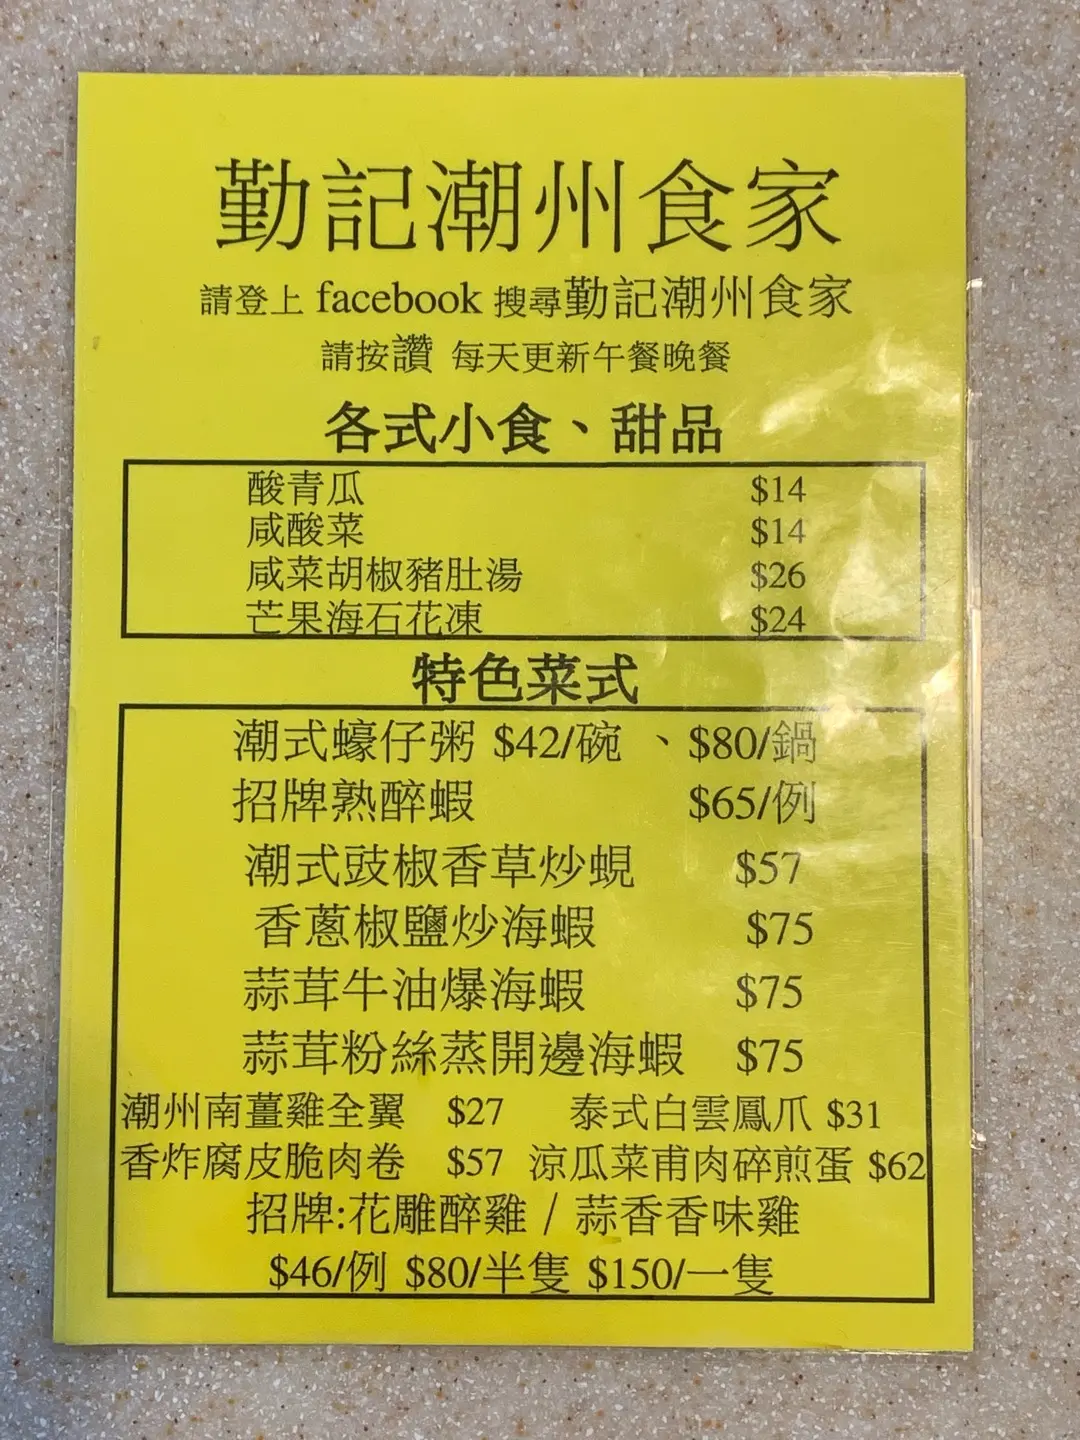 勤記潮州食家
請登上 facebook 搜尋勤記潮州食家
請按讚 每天更新午餐晚餐
各式小食、甜品
酸青瓜 $14
咸酸菜 $14
咸菜胡椒豬肚湯 $26
芒果海石花凍 $24
特色菜式
潮式蠔仔粥 $42/碗 、$80/鍋
招牌熟醉蝦 $65/例
潮式豉椒香草炒蜆 $57
香蔥椒鹽炒海蝦 $75
蒜茸牛油爆海蝦 $75
蒜茸粉絲蒸開邊海蝦 $75
潮州南薑雞全翼 $27 泰式白雲鳳爪 $31
香炸腐皮脆肉卷 $57 涼瓜菜甫肉碎煎蛋 $62
招牌:花雕醉雞 / 蒜香香味雞
$46/例 $80/半隻 $150/一隻